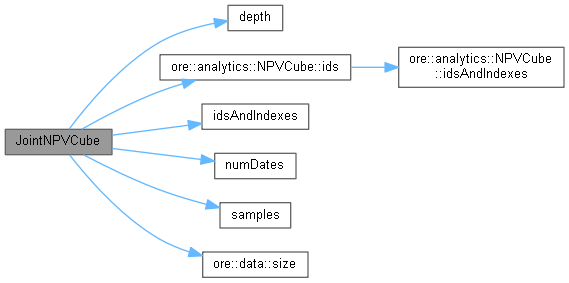 depth
ore::analytics::NPVCube::ids
ore::analytics::NPVCube
::idsAndIndexes
idsAndIndexes
JointNPVCube
numDates
samples
ore::data::size